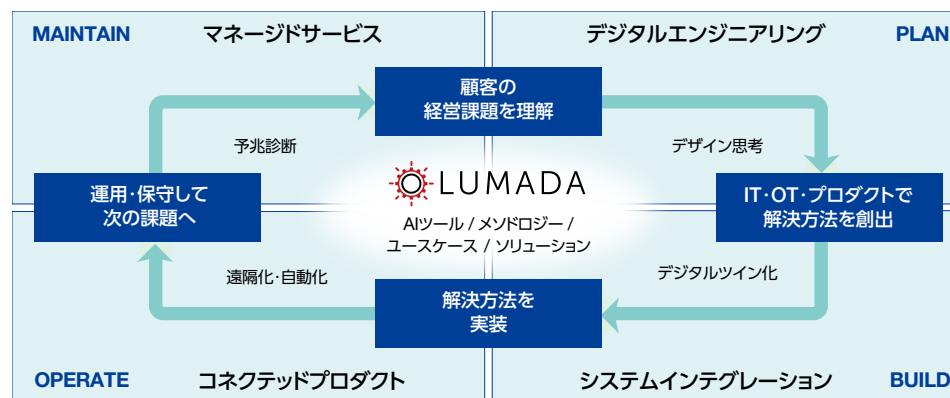 MAINTAIN
マネージドサービス
デジタルエンジニアリング
PLAN
顧客の
経営課題を理解
予兆診断
デザイン思考
運用・保守して
次の課題へ
LUMADA
IT・OT・プロダクトで
解決方法を創出
AIツール / メソドロジー /
ユースケース / ソリューション
遠隔化・自動化
デジタルツイン化
解決方法を
実装
OPERATE
コネクテッドプロダクト
システムインテグレーション
BUILD